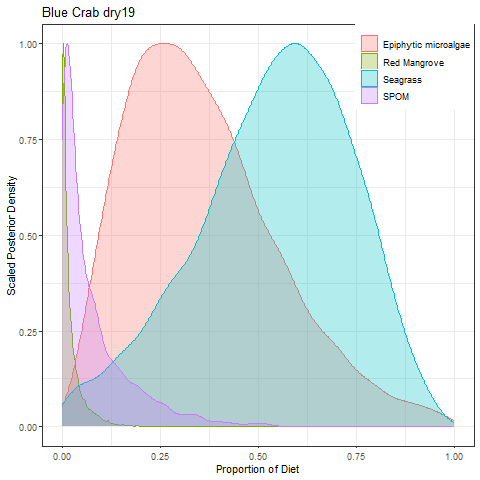 Blue Crab dry19
1.00
0.75
0.50
0.25
0.00
Scaled Posterior Density
Epiphytic microalgae
Red Mangrove
Seagrass
SPOM
0.00 0.25 0.50 0.75 1.00
Proportion of Diet